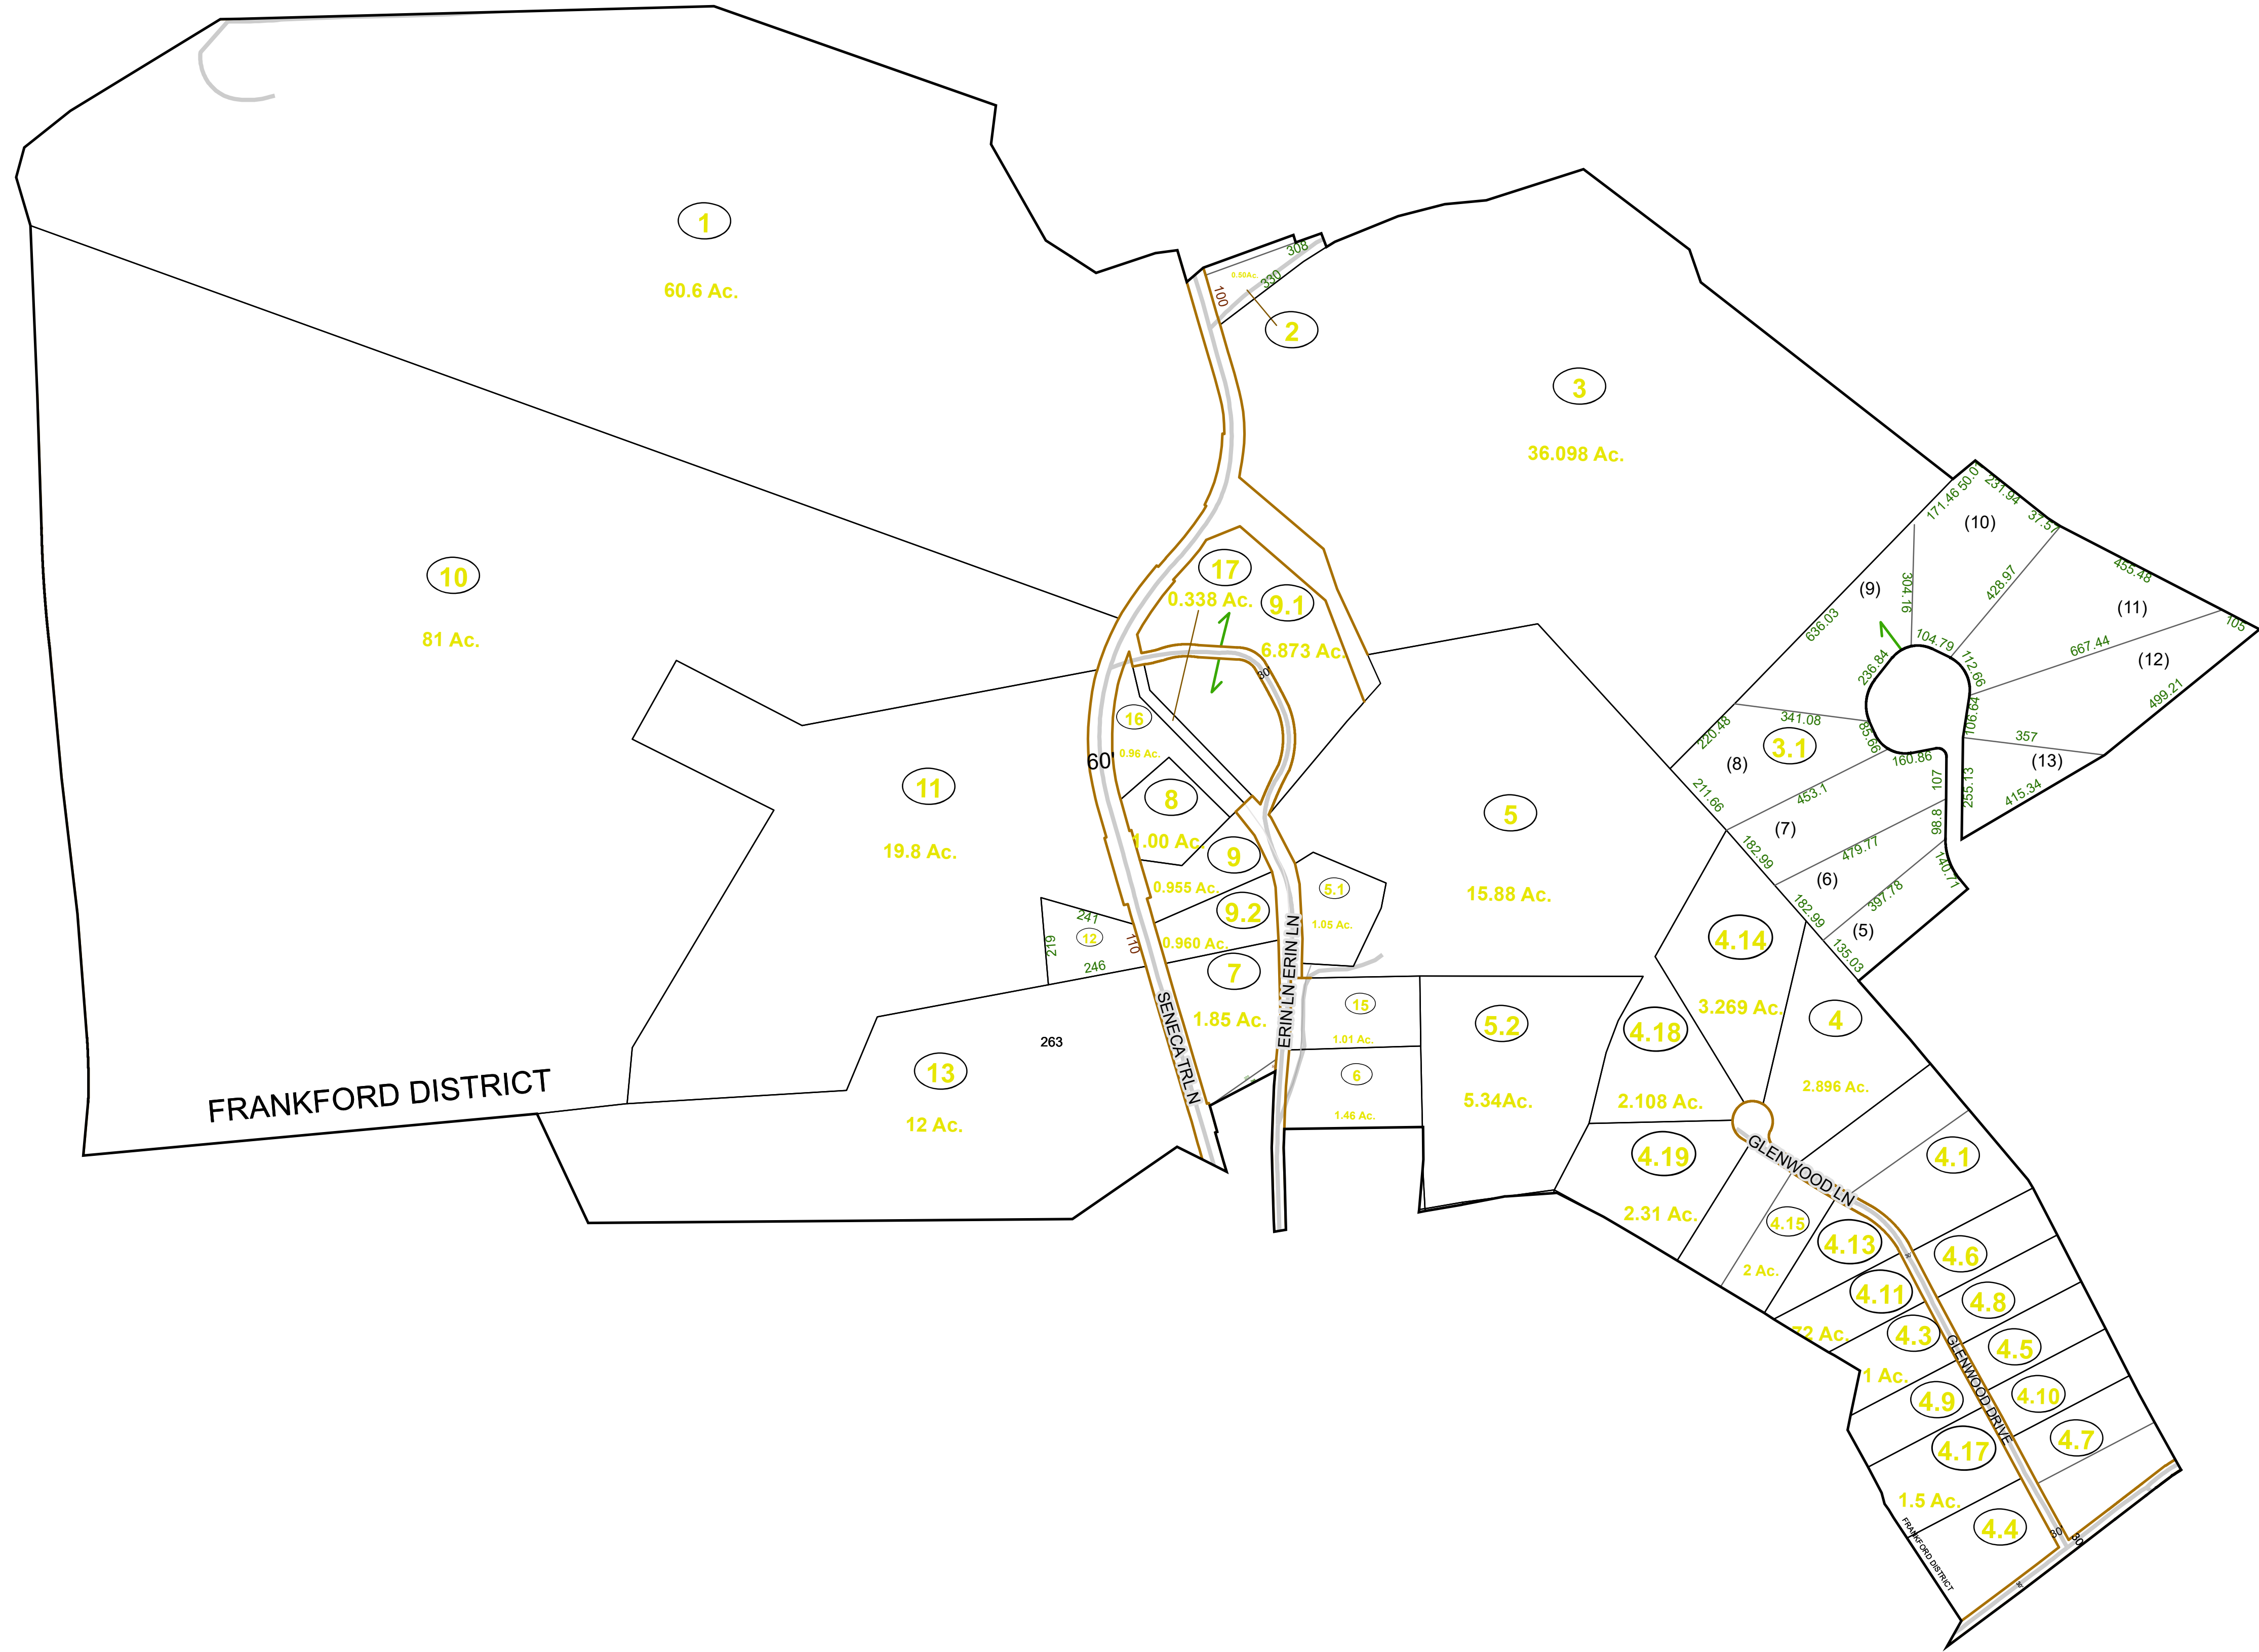 1
60.6 Ac.
308
0.50Ac.
330
100
2
3
36.098 Ac.
10
81 Ac.
17
0.338 Ac.
9.1
6.873 Ac.
30
16
0.96 Ac.
60'
8
1.00 Ac.
9
0.955 Ac.
9.2
0.960 Ac.
7
1.85 Ac.
11
19.8 Ac.
241
12
219
110
246
263
13
12 Ac.
FRANKFORD DISTRICT
SENECA TRL N
ERIN LN
ERIN LN
5
15.88 Ac.
5.1
1.05 Ac.
15
1.01 Ac.
6
1.46 Ac.
5.2
5.34Ac.
171.46
50.0
231.94
37.57
(10)
455.48
(9)
304.16
428.97
(11)
105
636.03
104.79
667.44
236.84
112.66
(12)
499.21
341.08
106.64
220.48
85.66
3.1
357
(8)
160.86
(13)
107
255.13
415.34
211.66
453.1
(7)
98.8
182.99
479.77
140.71
(6)
397.78
182.99
(5)
135.03
4.14
3.269 Ac.
4.18
2.108 Ac.
4
2.896 Ac.
4.19
2.31 Ac.
GLENWOOD LN
4.1
4.15
2 Ac.
4.13
4.6
4.11
4.8
72 Ac.
4.3
4.5
1 Ac.
GLENWOOD DRIVE
4.9
4.10
4.17
4.7
1.5 Ac.
4.4
30
30
30'
FRANKFORD DISTRICT